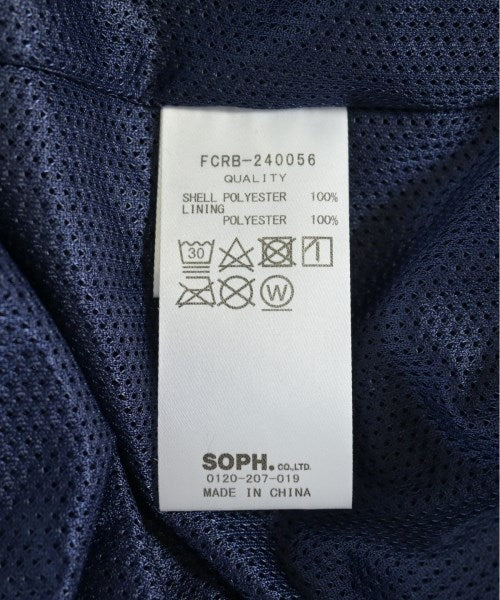 FCRB-240056
QUALITY
SHELL POLYESTER 100%
LINING
POLYESTER 100%
30
W
SOPH. CO.,LTD.
0120-207-019
MADE IN CHINA